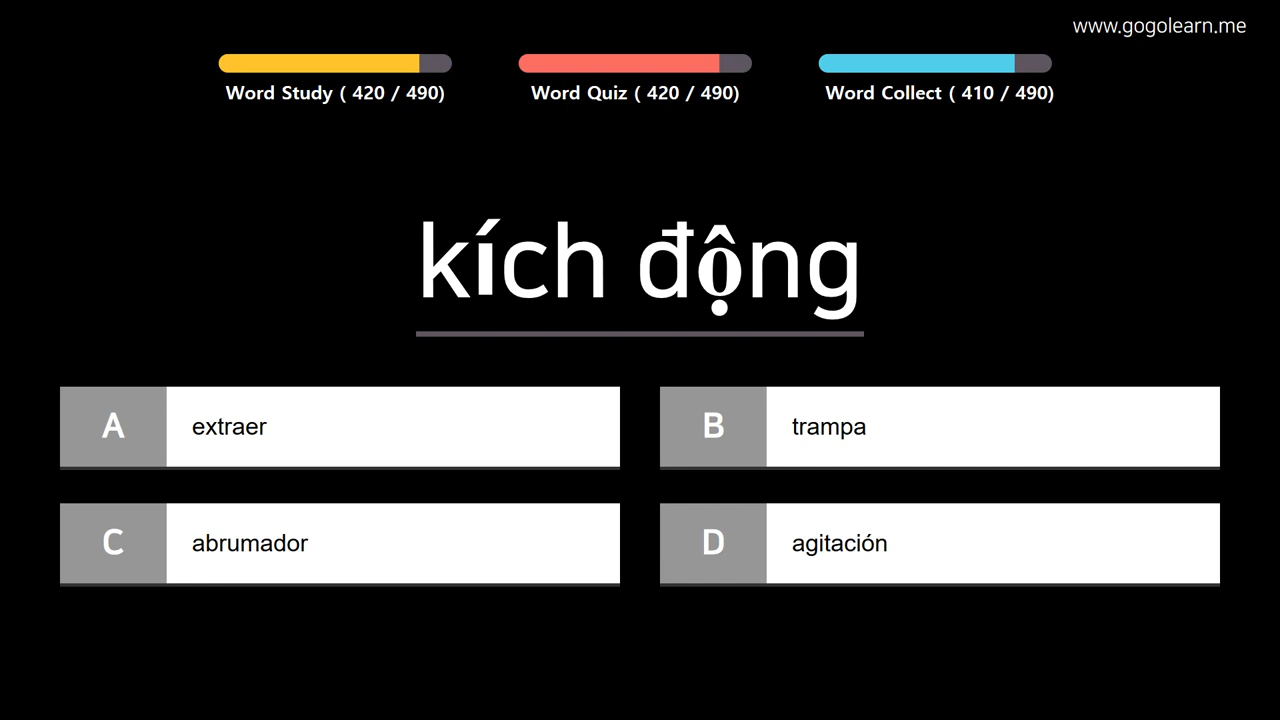 www.gogolearn.me
Word Study ( 420 / 490)
Word Quiz ( 420 / 490)
Word Collect ( 410 / 490)
kích động
A extraer
B trampa
C abrumador
D agitación